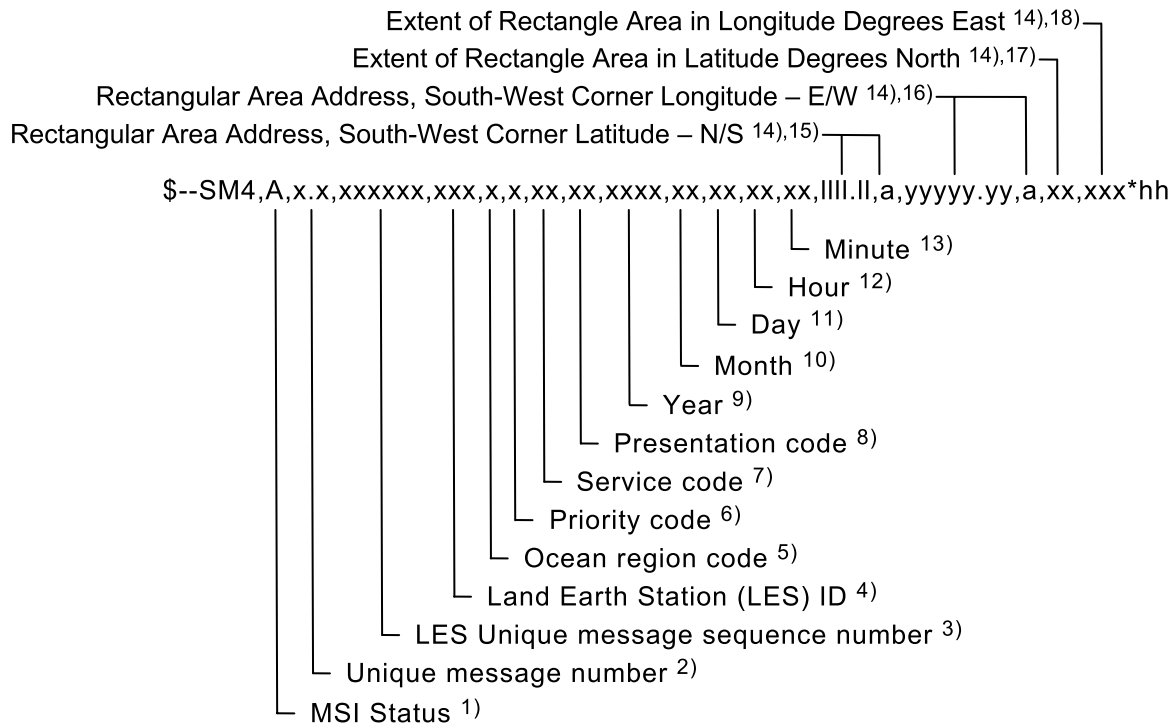 Extent of Rectangle Area in Longitude Degrees East 14),18)
Extent of Rectangle Area in Latitude Degrees North 14),17)
Rectangular Area Address, South-West Corner Longitude – E/W 14),16)
Rectangular Area Address, South-West Corner Latitude – N/S 14),15)
$--SM4,A,x.x,xxxxxx,xxx,x,x,xx,xx,xxxx,xx,xx,xx,xx,llll.ll,a,yyyyy.yy,a,xx,xxx*hh
Minute 13)
Hour 12)
Day 11)
Month 10)
Year 9)
Presentation code 8)
Service code 7)
Priority code 6)
Ocean region code 5)
Land Earth Station (LES) ID 4)
LES Unique message sequence number 3)
Unique message number 2)
MSI Status 1)